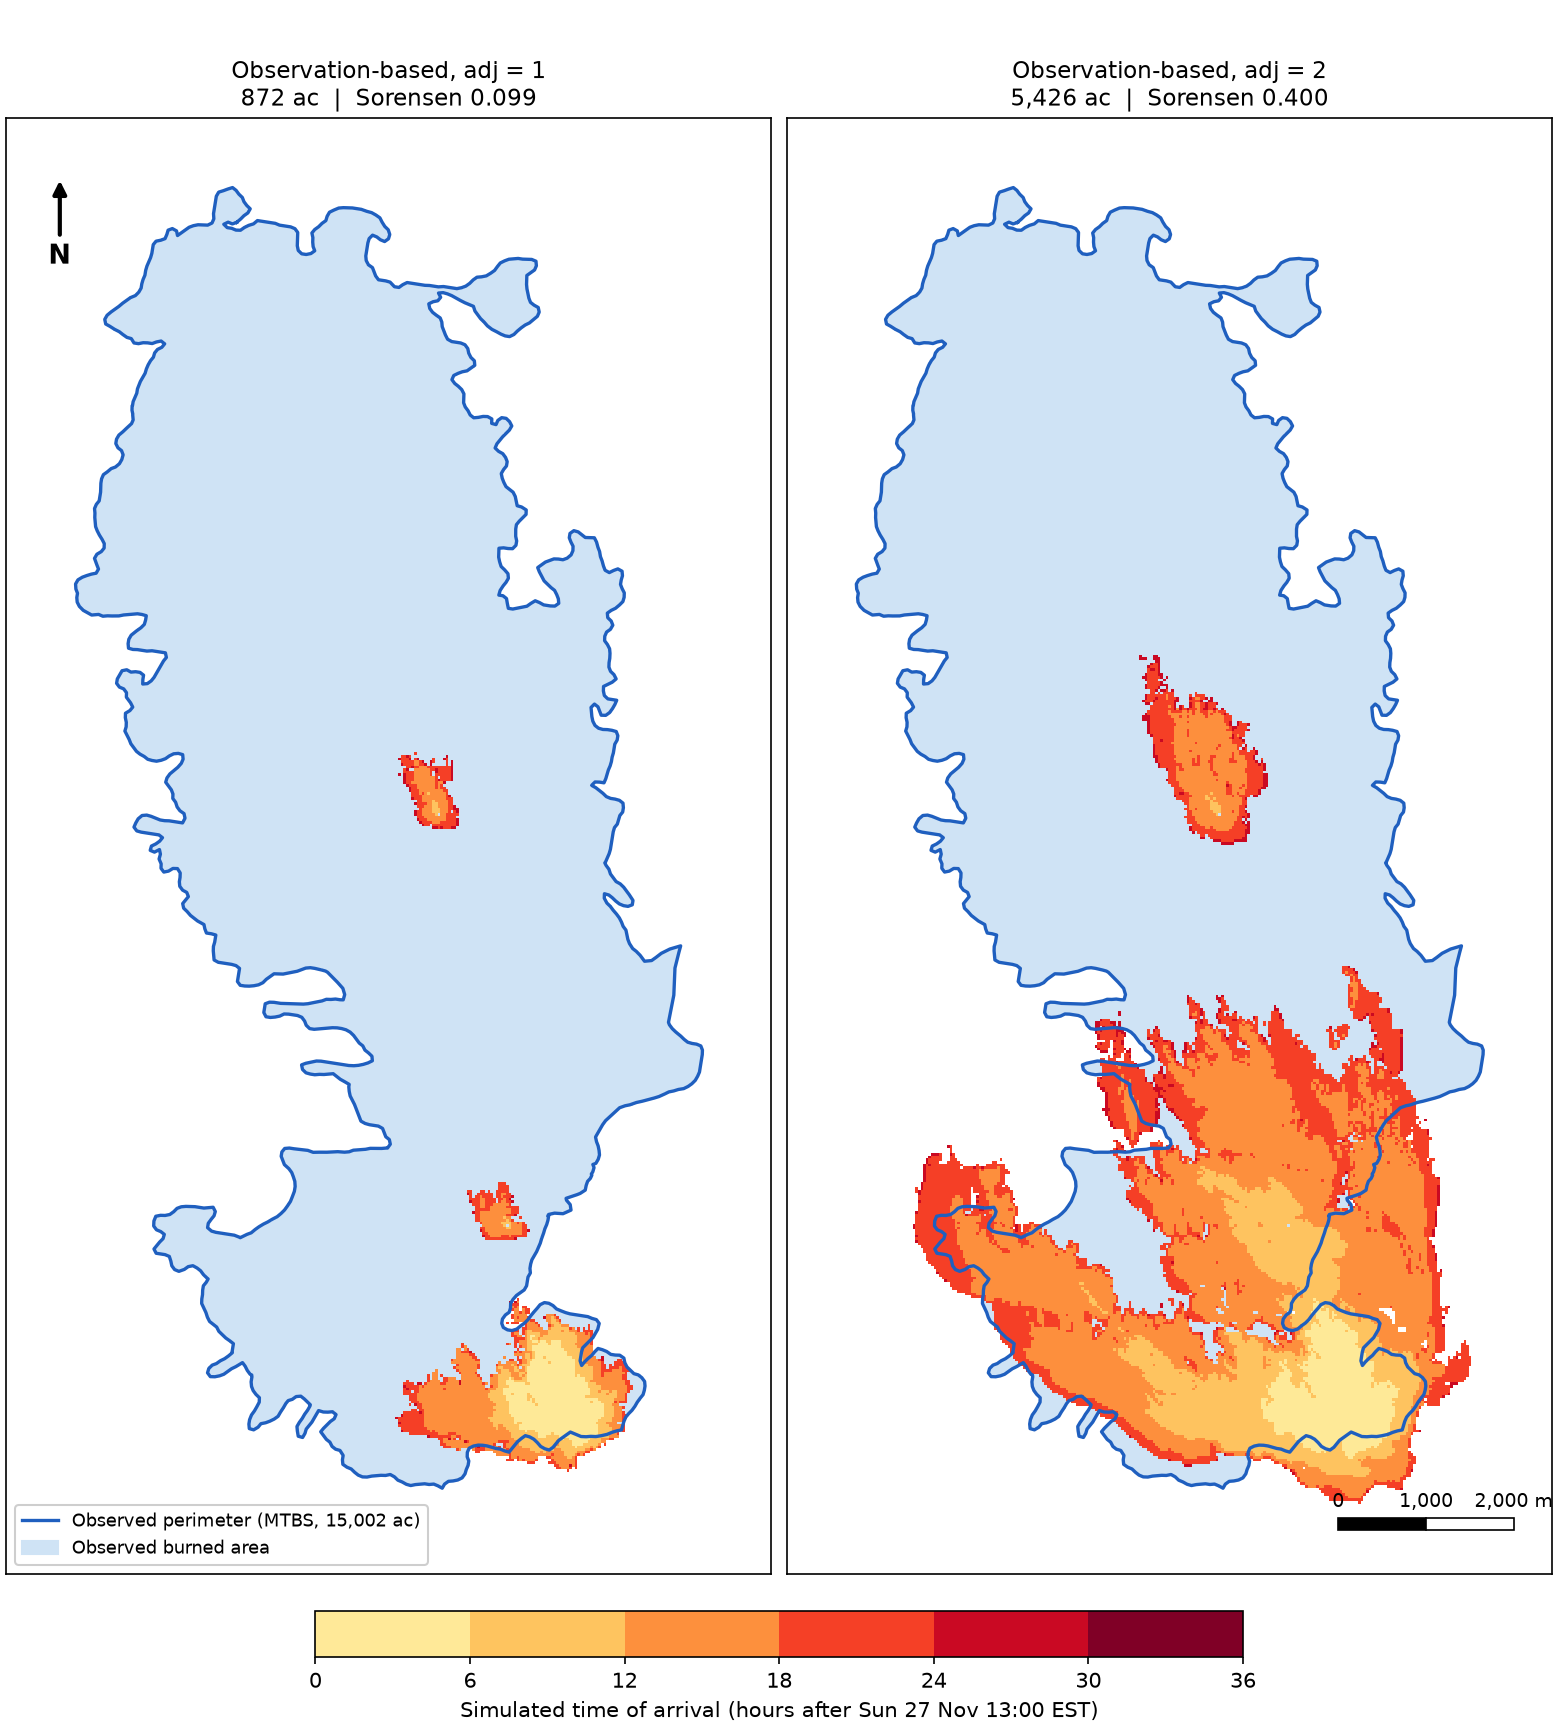 Observation-based, adj = 1
872 ac | Sorensen 0.099
Observation-based, adj = 2
5,426 ac | Sorensen 0.400
N
Observed perimeter (MTBS, 15,002 ac)
Observed burned area
0 1,000 2,000 m
0 6 12 18 24 30 36
Simulated time of arrival (hours after Sun 27 Nov 13:00 EST)